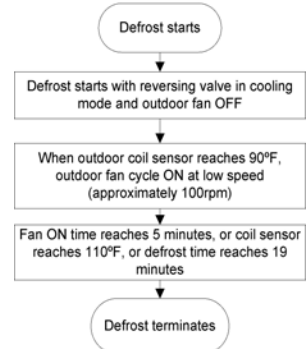 Defrost starts
Defrost starts with reversing valve in cooling
mode and outdoor fan OFF
When outdoor coil sensor reaches 90ºF,
outdoor fan cycle ON at low speed
(approximately 100rpm)
Fan ON time reaches 5 minutes, or coil sensor
reaches 110ºF, or defrost time reaches 19
minutes
Defrost terminates